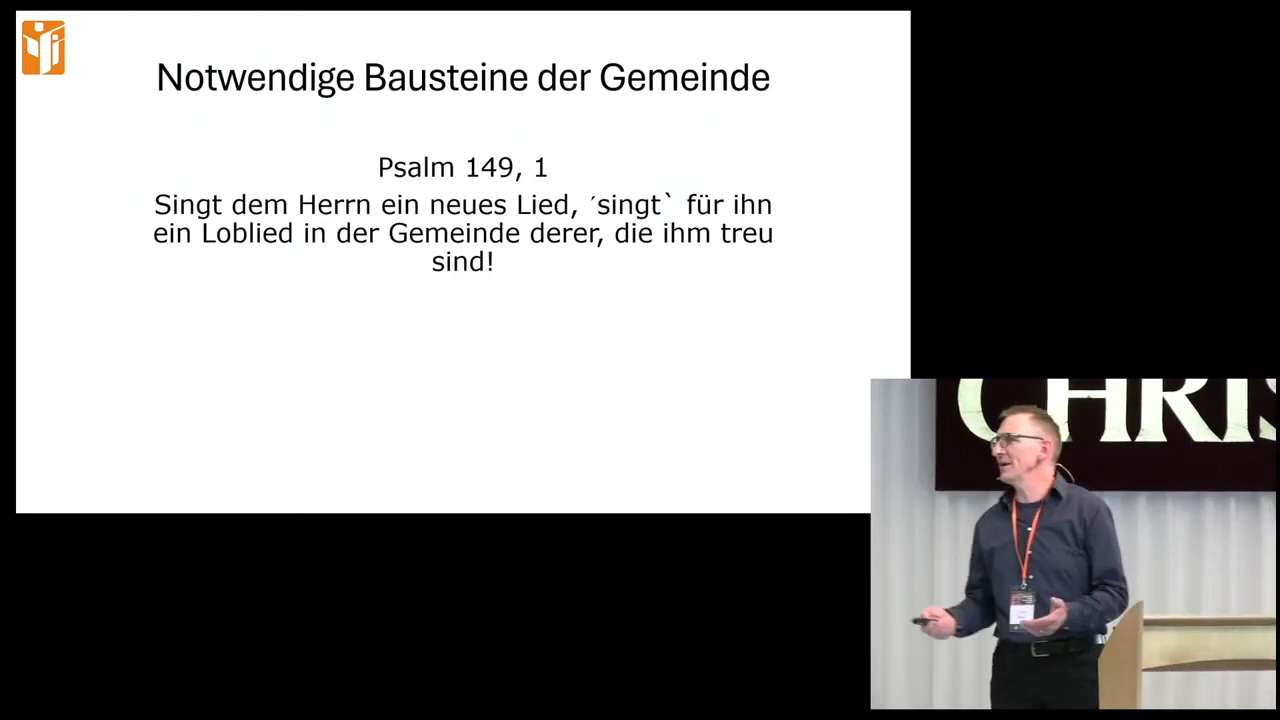 Notwendige Bausteine der Gemeinde
Psalm 149, 1
Singt dem Herrn ein neues Lied, ´singt` für ihn
ein Loblied in der Gemeinde derer, die ihm treu
sind!
CHRIS